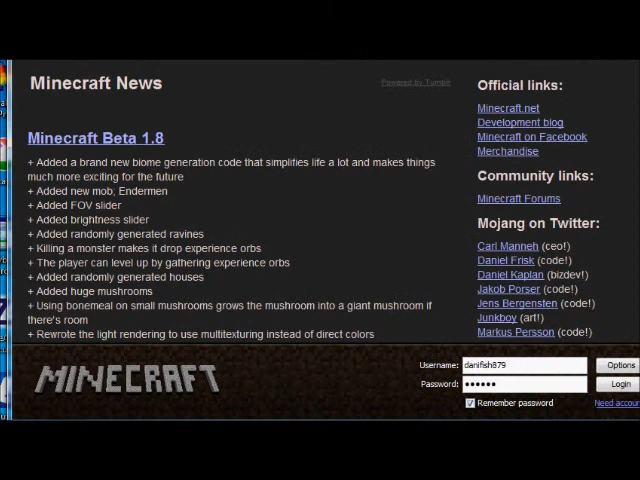 Minecraft News
Powered by Tumblr
Minecraft Beta 1.8
+ Added a brand new biome generation code that simplifies life a lot and makes things
much more exciting for the future
+ Added new mob; Endermen
+ Added FOV slider
+ Added brightness slider
+ Added randomly generated ravines
+ Killing a monster makes it drop experience orbs
+ The player can level up by gathering experience orbs
+ Added randomly generated houses
+ Added huge mushrooms
+ Using bonemeal on small mushrooms grows the mushroom into a giant mushroom if
there's room
+ Rewrote the light rendering to use multitexturing instead of direct colors
Official links:
Minecraft.net
Development blog
Minecraft on Facebook
Merchandise
Community links:
Minecraft Forums
Mojang on Twitter:
Carl Manneh (ceo!)
Daniel Frisk (code!)
Daniel Kaplan (bizdev!)
Jakob Porser (code!)
Jens Bergensten (code!)
Junkboy (art!)
Markus Persson (code!)
MINECRAFT
Username: danifish879 Options
Password: •••••• Login
Remember password Need accoun